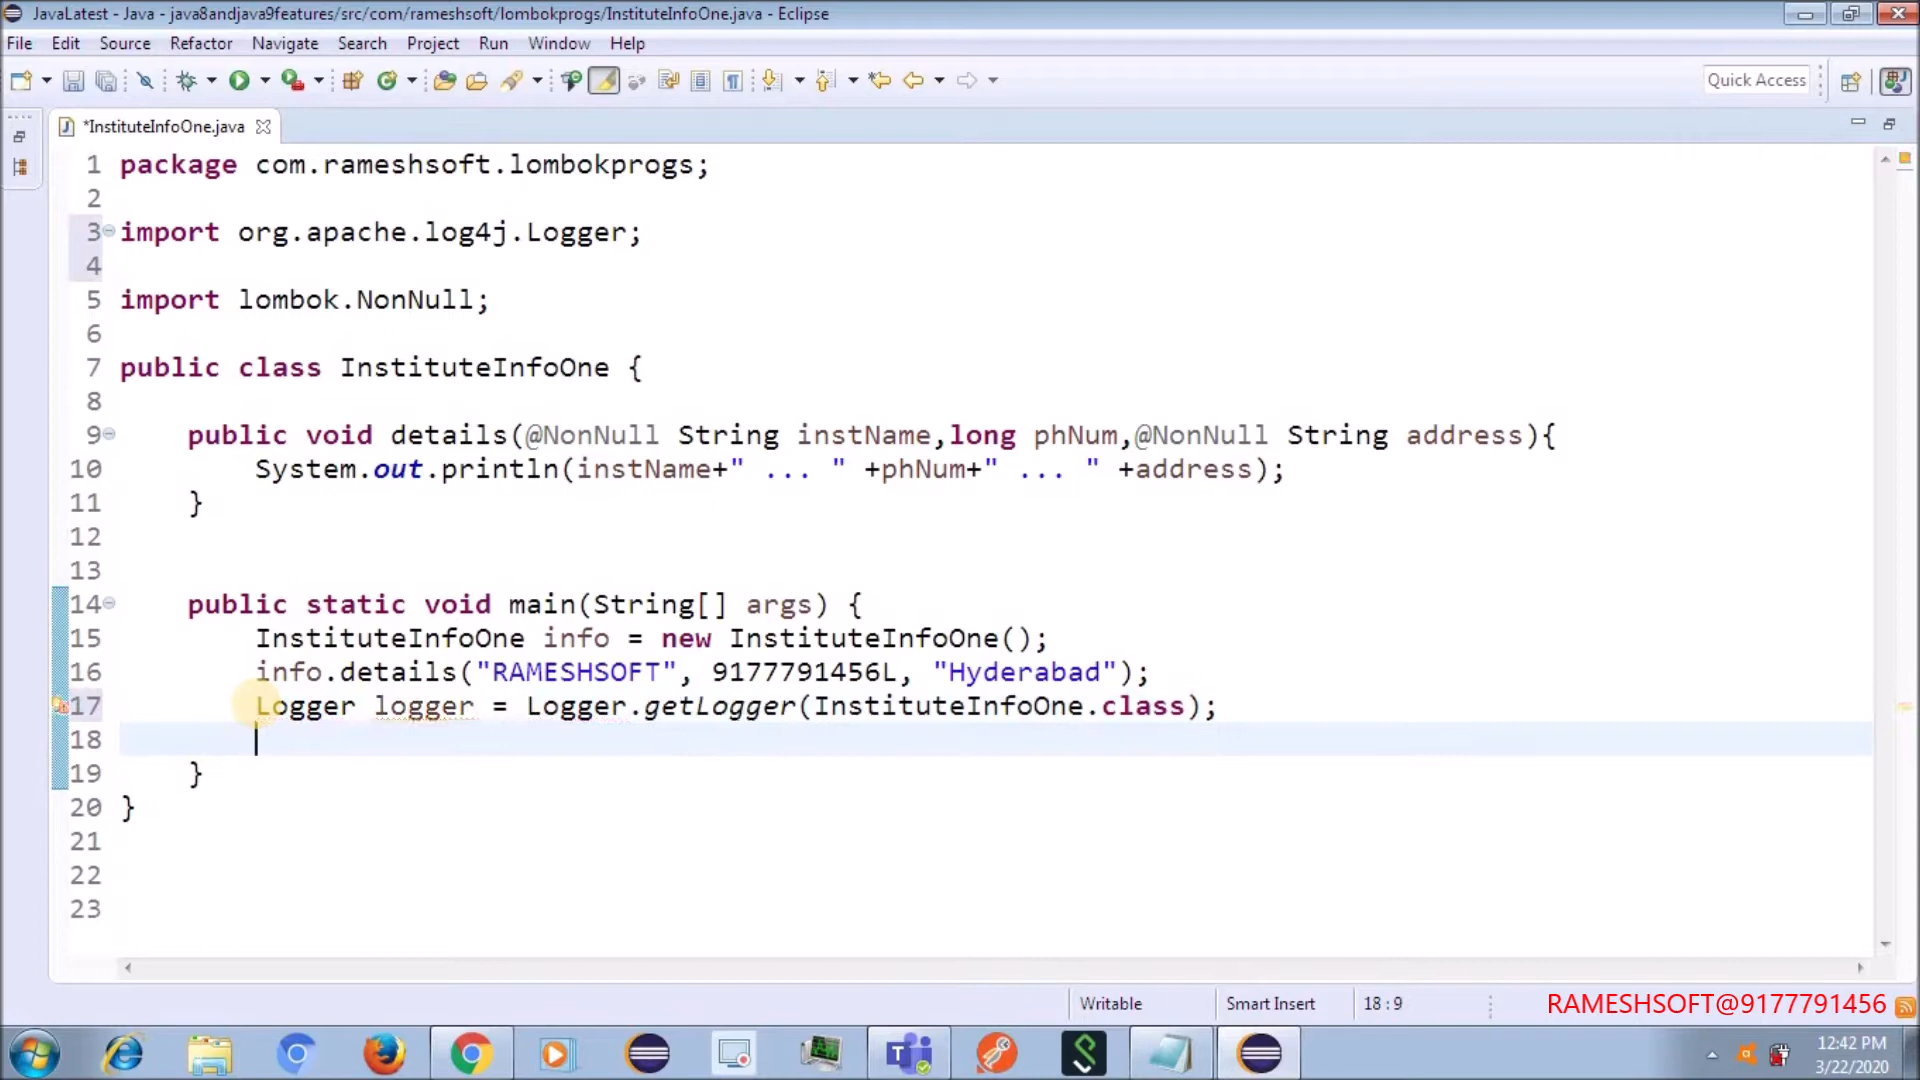 JavaLatest - Java - java8andjava9features/src/com/rameshsoft/lombokprogs/InstituteInfoOne.java - Eclipse
File Edit Source Refactor Navigate Search Project Run Window Help
Quick Access
*InstituteInfoOne.java
1 package com.rameshsoft.lombokprogs;
2
3 import org.apache.log4j.Logger;
4
5 import lombok.NonNull;
6
7 public class InstituteInfoOne {
8
9 public void details(@NonNull String instName,long phNum,@NonNull String address){
10 System.out.println(instName+" ... " +phNum+" ... " +address);
11 }
12
13
14 public static void main(String[] args) {
15 InstituteInfoOne info = new InstituteInfoOne();
16 info.details("RAMESHSOFT", 9177791456L, "Hyderabad");
17 Logger logger = Logger.getLogger(InstituteInfoOne.class);
18
19 }
20 }
21
22
23
Writable Smart Insert 18 : 9
RAMESHSOFT@9177791456
12:42 PM
3/22/2020